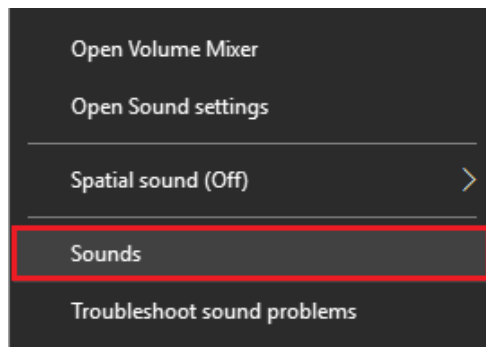 Open Volume Mixer
Open Sound settings
Spatial sound (Off)
Sounds
Troubleshoot sound problems